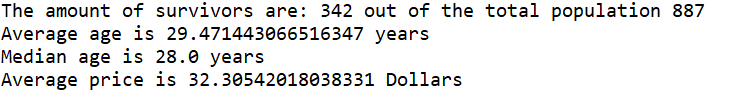 The amount of survivors are: 342 out of the total population 887
Average age is 29.471443066516347 years
Median age is 28.0 years
Average price is 32.30542018038331 Dollars